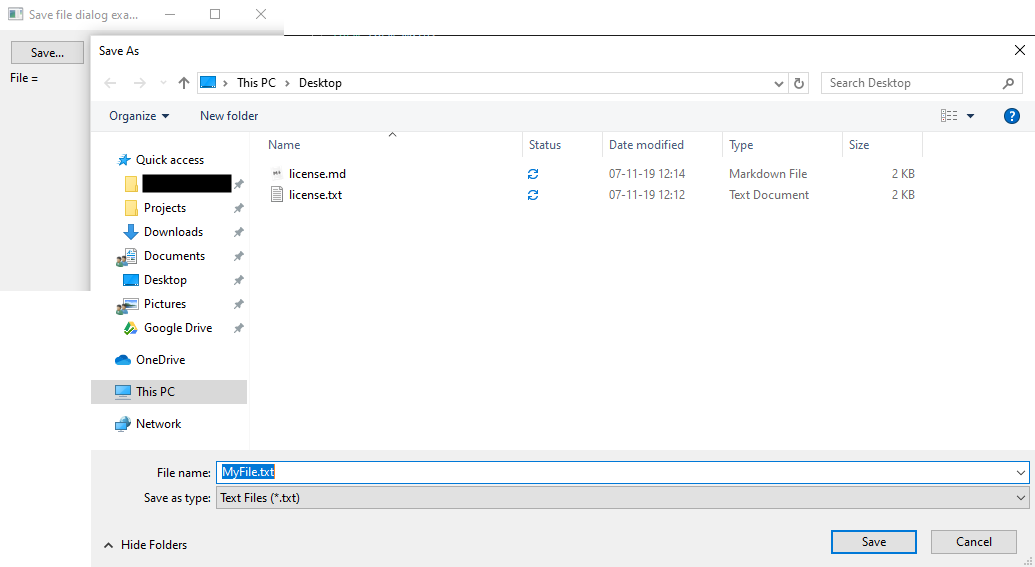 Save file dialog exa...
Save...
File =
Save As
This PC > Desktop
Search Desktop
Organize
New folder
?
Name Status Date modified Type Size
license.md 07-11-19 12:14 Markdown File 2 KB
license.txt 07-11-19 12:12 Text Document 2 KB
Quick access
Projects
Downloads
Documents
Desktop
Pictures
Google Drive
OneDrive
This PC
Network
File name: MyFile.txt
Save as type: Text Files (*.txt)
Hide Folders
Save
Cancel